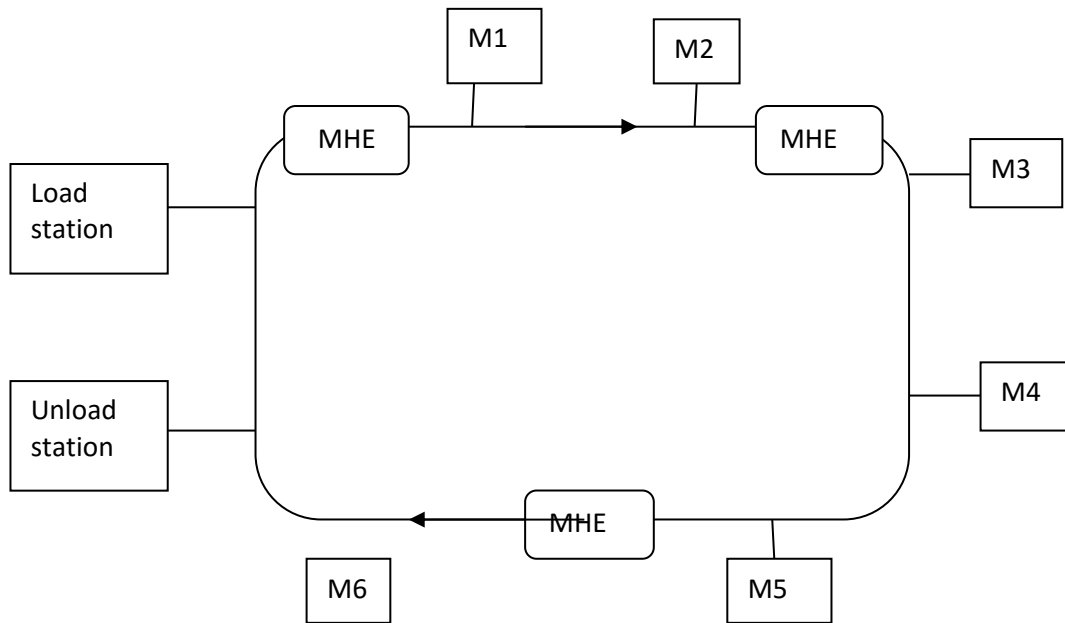 M1
M2
MHE
MHE
M3
Load
station
M4
Unload
station
MHE
M6
M5